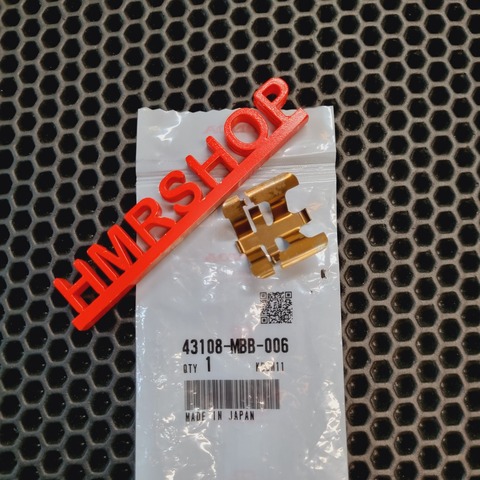 HMRSHOP
43108-MBB-006
QTY 1
MADE IN JAPAN